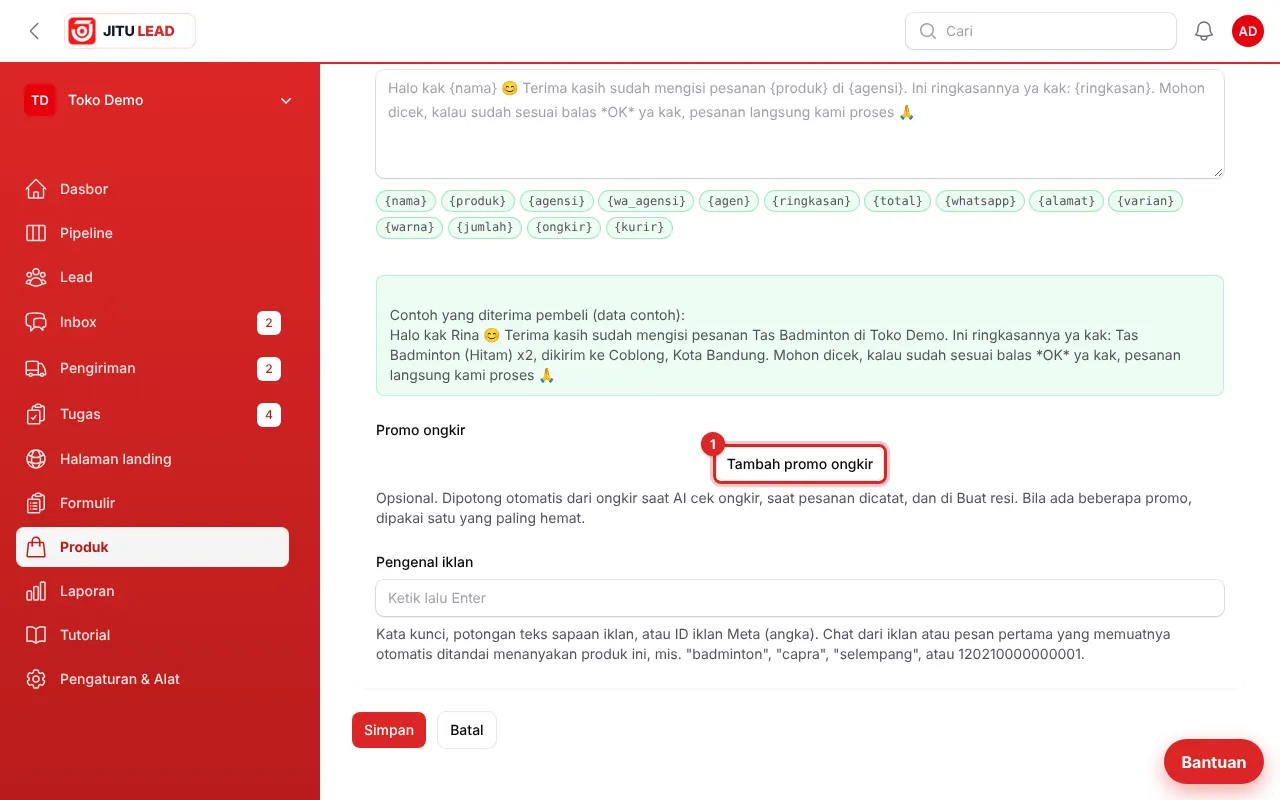 JITU LEAD
Cari
AD
TD
Toko Demo
Dasbor
Pipeline
Lead
Inbox
2
Pengiriman
2
Tugas
4
Halaman landing
Formulir
Produk
Laporan
Tutorial
Pengaturan & Alat
Halo kak {nama} 😊 Terima kasih sudah mengisi pesanan {produk} di {agensi}. Ini ringkasannya ya kak: {ringkasan}. Mohon
dicek, kalau sudah sesuai balas *OK* ya kak, pesanan langsung kami proses 🙏
{nama} {produk} {agensi} {wa_agensi} {agen} {ringkasan} {total} {whatsapp} {alamat} {varian}
{warna} {jumlah} {ongkir} {kurir}
Contoh yang diterima pembeli (data contoh):
Halo kak Rina 😊 Terima kasih sudah mengisi pesanan Tas Badminton di Toko Demo. Ini ringkasannya ya kak: Tas
Badminton (Hitam) x2, dikirim ke Coblong, Kota Bandung. Mohon dicek, kalau sudah sesuai balas *OK* ya kak, pesanan
langsung kami proses 🙏
Promo ongkir
1
Tambah promo ongkir
Opsional. Dipotong otomatis dari ongkir saat AI cek ongkir, saat pesanan dicatat, dan di Buat resi. Bila ada beberapa promo,
dipakai satu yang paling hemat.
Pengenal iklan
Ketik lalu Enter
Kata kunci, potongan teks sapaan iklan, atau ID iklan Meta (angka). Chat dari iklan atau pesan pertama yang memuatnya
otomatis ditandai menanyakan produk ini, mis. "badminton", "capra", "selempang", atau 120210000000001.
Simpan
Batal
Bantuan